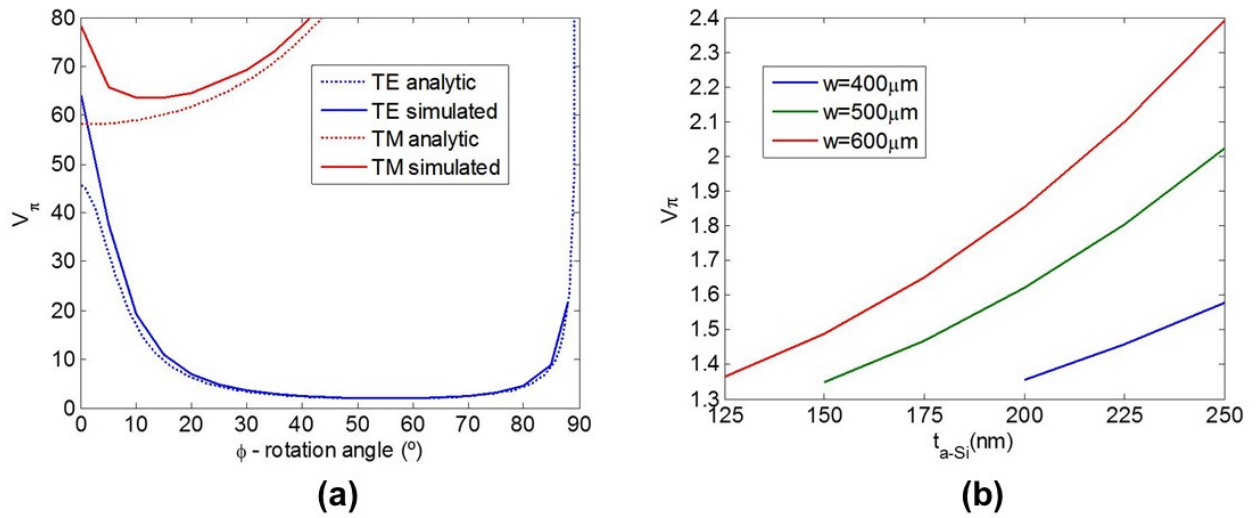 80
70
60
50
40
30
20
10
0
V π
TE analytic
TE simulated
TM analytic
TM simulated
0 10 20 30 40 50 60 70 80 90
ϕ - rotation angle (º)
(a)
2.4
2.3
2.2
2.1
2
1.9
1.8
1.7
1.6
1.5
1.4
1.3
Vπ
w=400μm
w=500μm
w=600μm
125 150 175 200 225 250
t a-Si(nm)
(b)